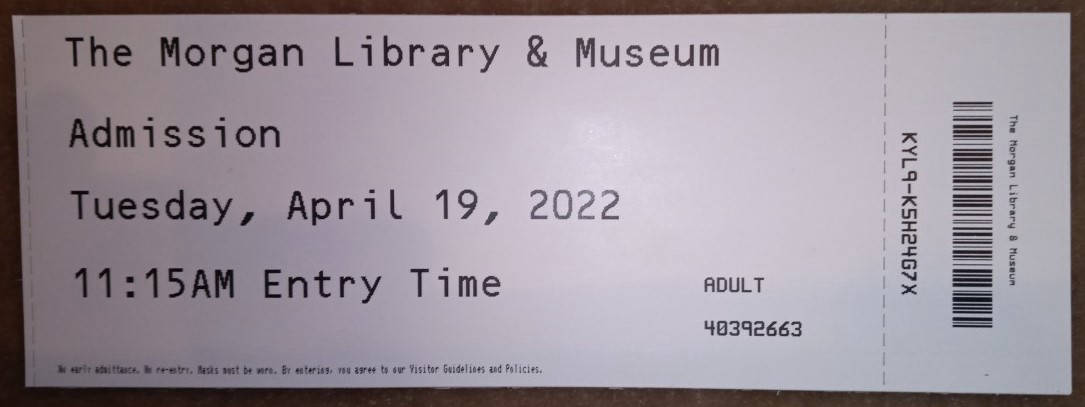 The Morgan Library & Museum
Admission
Tuesday, April 19, 2022
11:15AM Entry Time
ADULT
40392663
No early admittance. No re-entry. Masks must be worn. By entering, you agree to our Visitor Guidelines and Policies.
KYL9-K5H24G7X
The Morgan Library & Museum